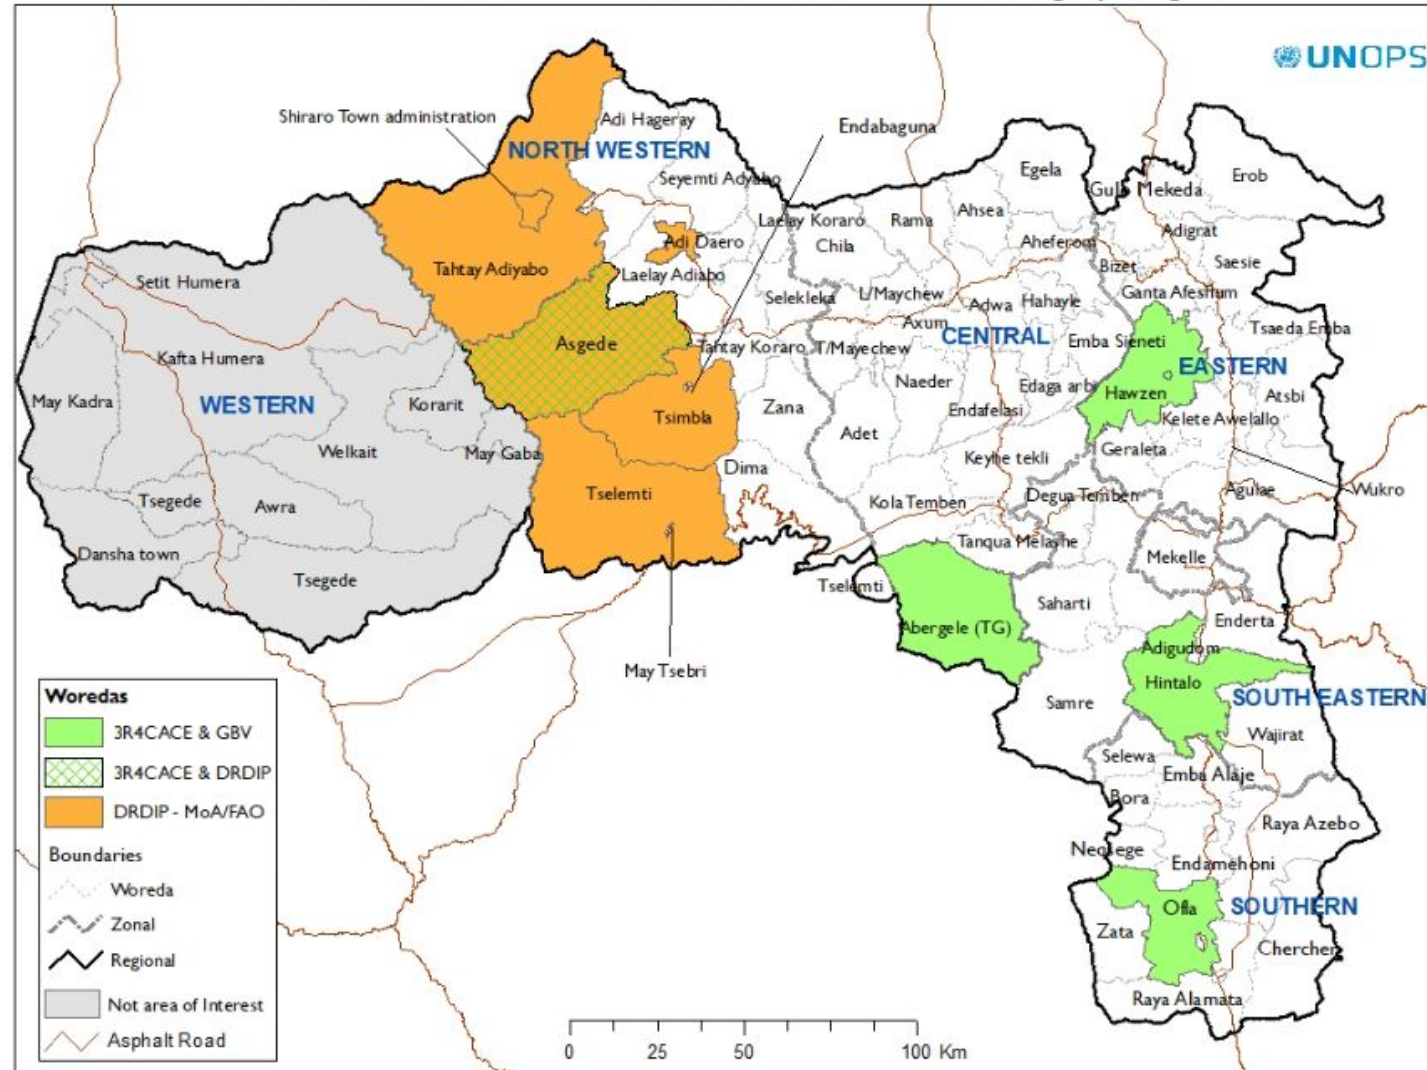 UNOPS
Shiraro Town administration
Adi Hageray
Endabaguna
NORTH WESTERN
Seyemti Adyabo
Egela
Gulo Mekeda
Erob
Laelay Koraro
Chila
Rama
Ahsea
Aheferom
Adigrat
Bizet
Saesie
Tahtay Adiyabo
Adi Daero
Laelay Adiabo
Selekleka
L/Maychew
Adwa
Hahayle
Ganta Afeshum
Setit Humera
Asgede
Tahtay Koraro
T/Mayechew
Axum
CENTRAL
Emba Sieneti
Tsaeda Emba
Kafta Humera
EASTERN
May Kadra
WESTERN
Korarit
Tsimbla
Zana
Naeder
Edaga arbi
Hawzen
Atsbi
Endafelasi
Kelete Awelallo
Adet
Welkait
May Gaba
Dima
Keyhe tekli
Geraleta
Tsegede
Awra
Tselemti
Kola Temben
Degua Temben
Agulae
Wukro
Dansha town
Tsegede
Tanqua Melashe
Mekelle
Tselemti
Saharti
Abergele (TG)
Enderta
Adigudom
May Tsebri
Hintalo
SOUTH EASTERN
Samre
Wajirat
Selewa
Emba Alaje
Bora
Raya Azebo
Neqsege
Endamehoni
Ofla
SOUTHERN
Zata
Chercher
Raya Alamata
Woredas
3R4CACE & GBV
3R4CACE & DRDIP
DRDIP - MoA/FAO
Boundaries
Woreda
Zonal
Regional
Not area of Interest
Asphalt Road
0 25 50 100 Km